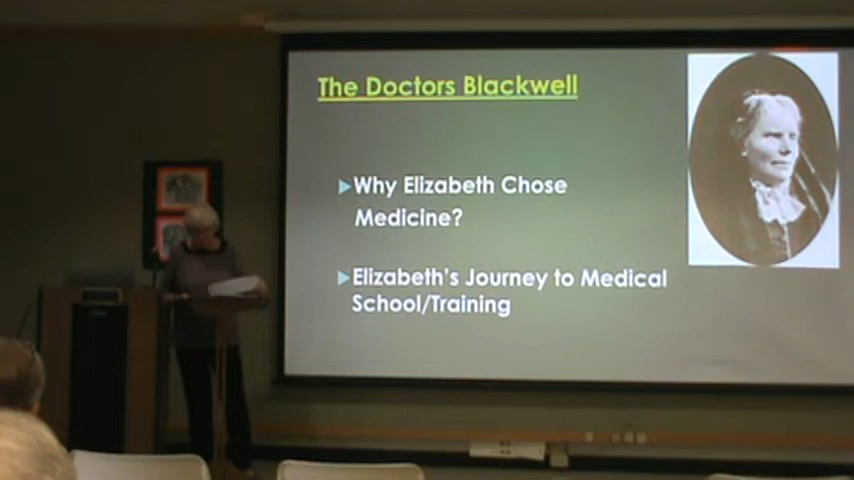 The Doctors Blackwell
Why Elizabeth Chose
Medicine?
Elizabeth's Journey to Medical
School/Training